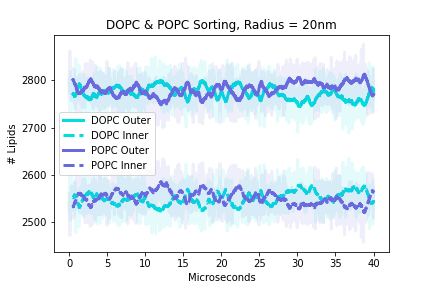 DOPC & POPC Sorting, Radius = 20nm
2800
2700
2600
2500
# Lipids
DOPC Outer
DOPC Inner
POPC Outer
POPC Inner
0 5 10 15 20 25 30 35 40
Microseconds